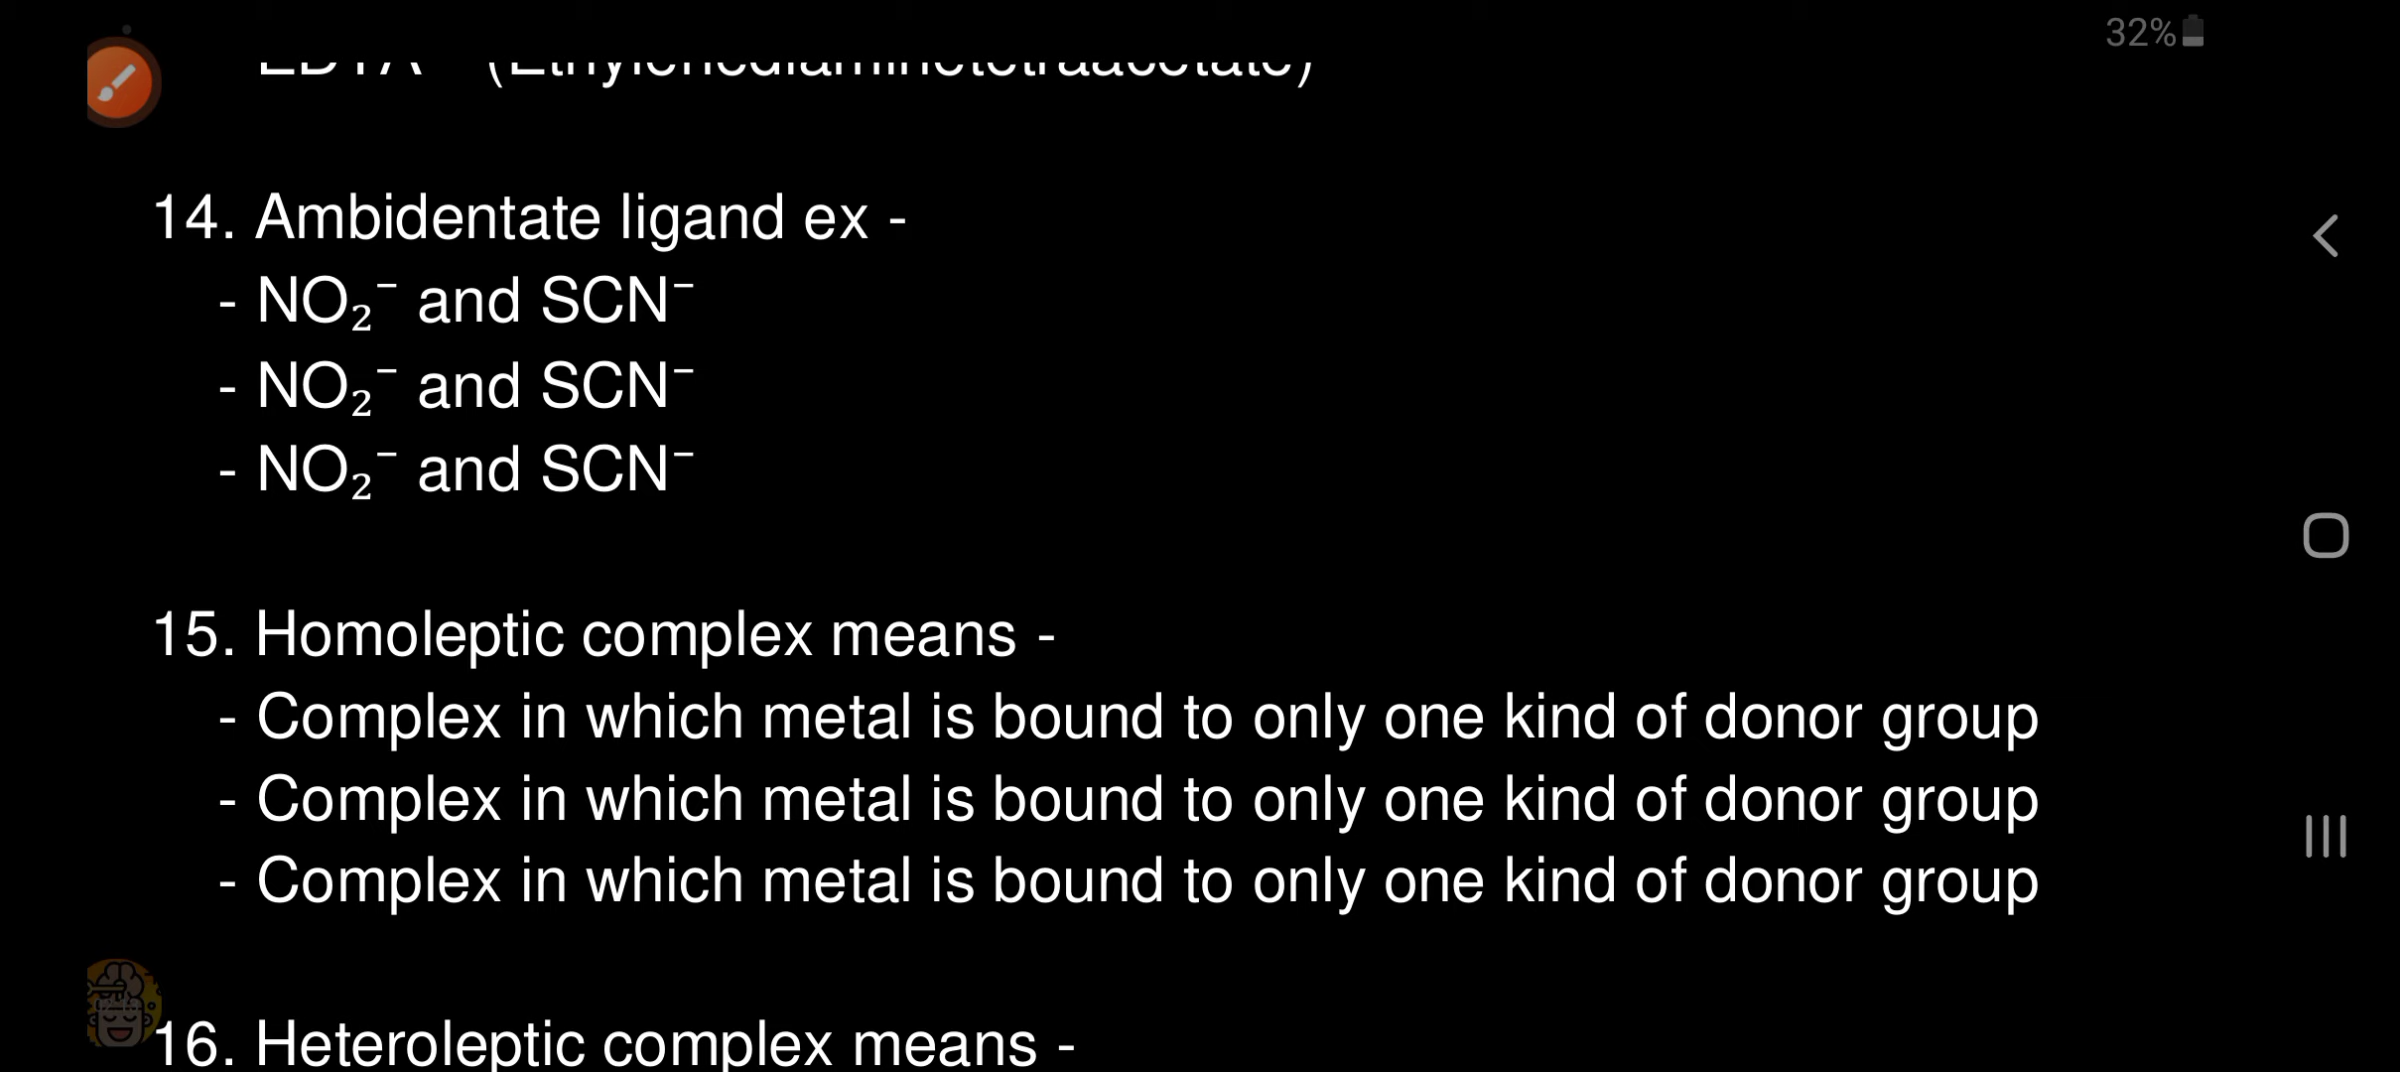 32%
EDTA⁻ (Ethylenediaminetetraacetate)
14. Ambidentate ligand ex -
- NO₂⁻ and SCN⁻
- NO₂⁻ and SCN⁻
- NO₂⁻ and SCN⁻
15. Homoleptic complex means -
- Complex in which metal is bound to only one kind of donor group
- Complex in which metal is bound to only one kind of donor group
- Complex in which metal is bound to only one kind of donor group
16. Heteroleptic complex means -